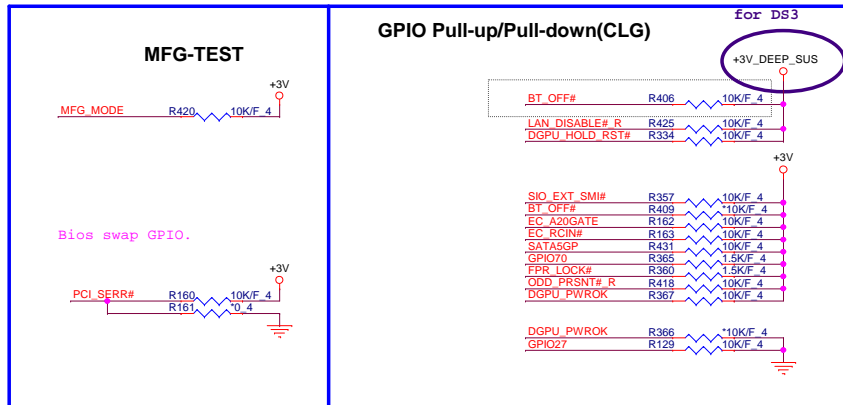 for DS3
MFG-TEST
GPIO Pull-up/Pull-down(CLG)
+3V_DEEP_SUS
+3V
MFG_MODE R420 10K/F_4
BT_OFF# R406 10K/F_4
LAN_DISABLE#_R R425 10K/F_4
DGPU_HOLD_RST# R334 10K/F_4
+3V
SIO_EXT_SMI# R357 10K/F_4
BT_OFF# R409 *10K/F_4
EC_A20GATE R162 10K/F_4
EC_RCIN# R163 10K/F_4
SATA5GP R431 10K/F_4
GPIO70 R365 1.5K/F_4
FPR_LOCK# R360 1.5K/F_4
ODD_PRSNT#_R R418 10K/F_4
DGPU_PWROK R367 10K/F_4
Bios swap GPIO.
+3V
PCI_SERR# R160 10K/F_4
R161 *0_4
DGPU_PWROK R366 *10K/F_4
GPIO27 R129 10K/F_4